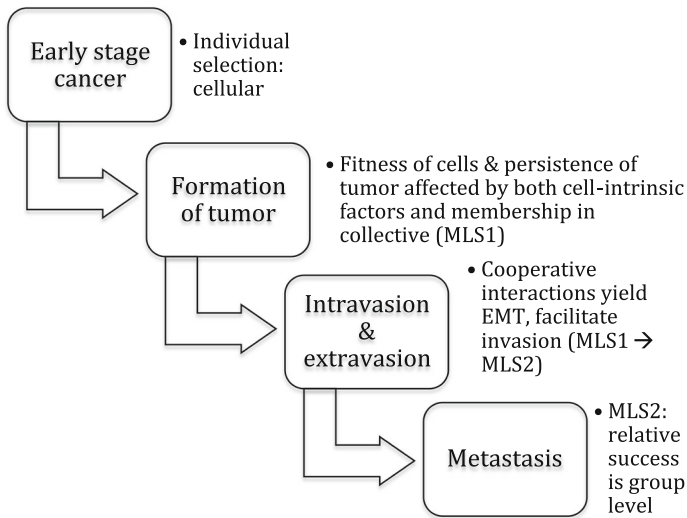 Early stage
cancer
• Individual
selection:
cellular
Formation
of tumor
• Fitness of cells & persistence of
tumor affected by both cell-intrinsic
factors and membership in
collective (MLS1)
Intravasion
&
extravasion
• Cooperative
interactions yield
EMT, facilitate
invasion (MLS1 →
MLS2)
Metastasis
• MLS2:
relative
success
is group
level